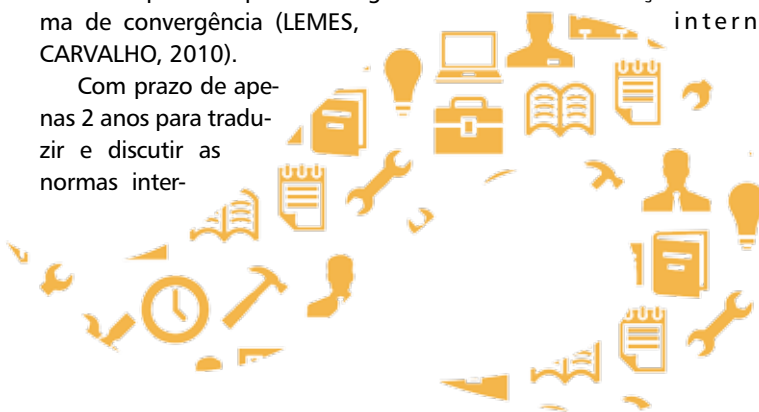 ma de convergência (LEMES,
CARVALHO, 2010).
Com prazo de ape-
nas 2 anos para tradu-
zir e discutir as
normas inter-
intern